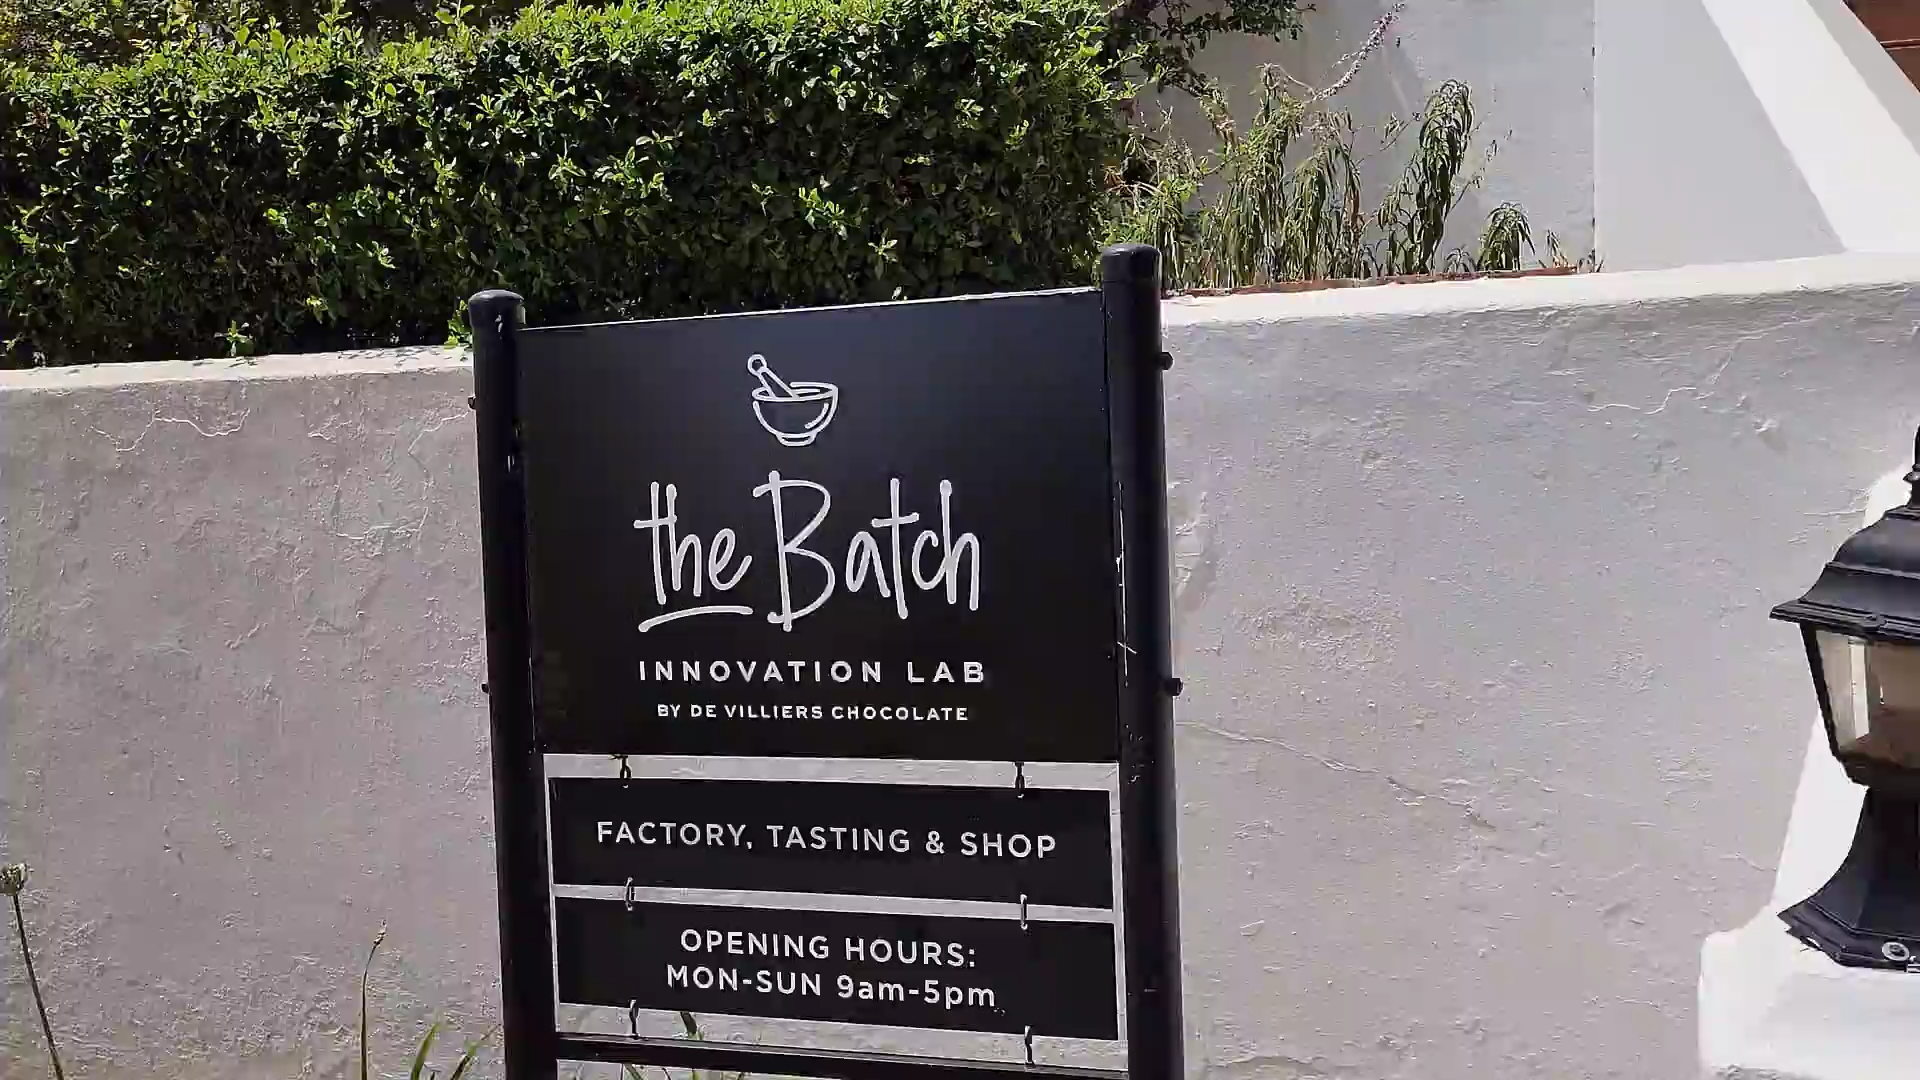 the Batch
INNOVATION LAB
BY DE VILLIERS CHOCOLATE
FACTORY, TASTING & SHOP
OPENING HOURS:
MON-SUN 9am-5pm